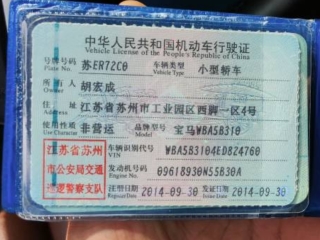 中华人民共和国机动车行驶证
Vehicle License of the People's Republic of China
号牌号码 苏ER72C0 车辆类型 小型轿车
Plate No. Vehicle Type
所有人 胡宏成
Owner
住址 江苏省苏州市工业园区西脚一区4号
Address
使用性质 非营运 品牌型号 宝马WBA5B310
Use Character Model
江苏省苏州
市公安局交通
巡逻警察支队
车辆识别代号 WBA5B3104ED824760
VIN
发动机号码 09618930N55B30A
Engine No.
注册日期 2014-09-30 发证日期 2014-09-30
Register Date Issue Date